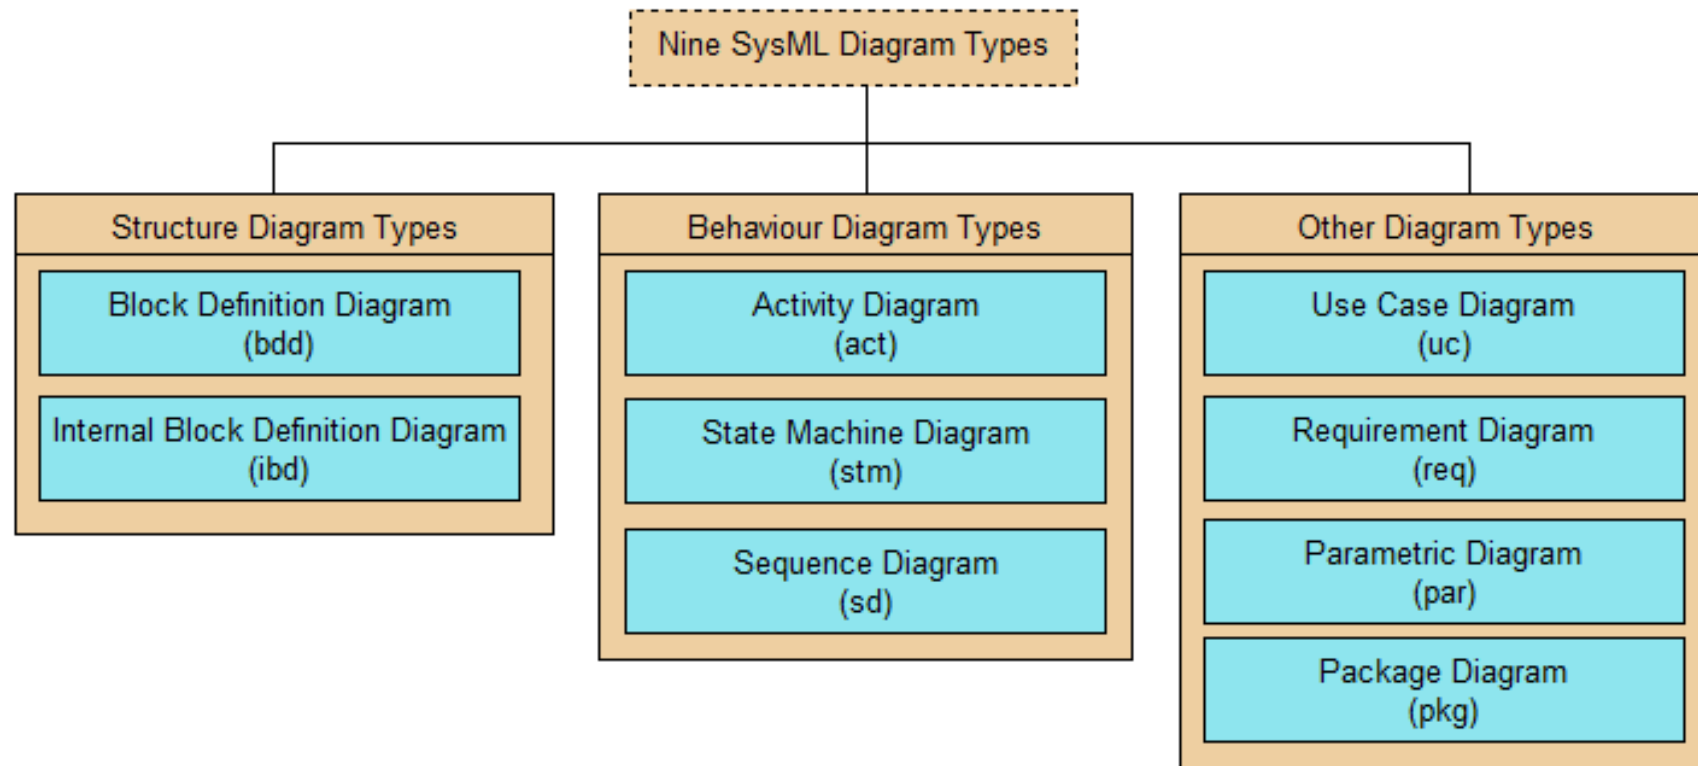 Nine SysML Diagram Types
Structure Diagram Types
Block Definition Diagram
(bdd)
Internal Block Definition Diagram
(ibd)
Behaviour Diagram Types
Activity Diagram
(act)
State Machine Diagram
(stm)
Sequence Diagram
(sd)
Other Diagram Types
Use Case Diagram
(uc)
Requirement Diagram
(req)
Parametric Diagram
(par)
Package Diagram
(pkg)